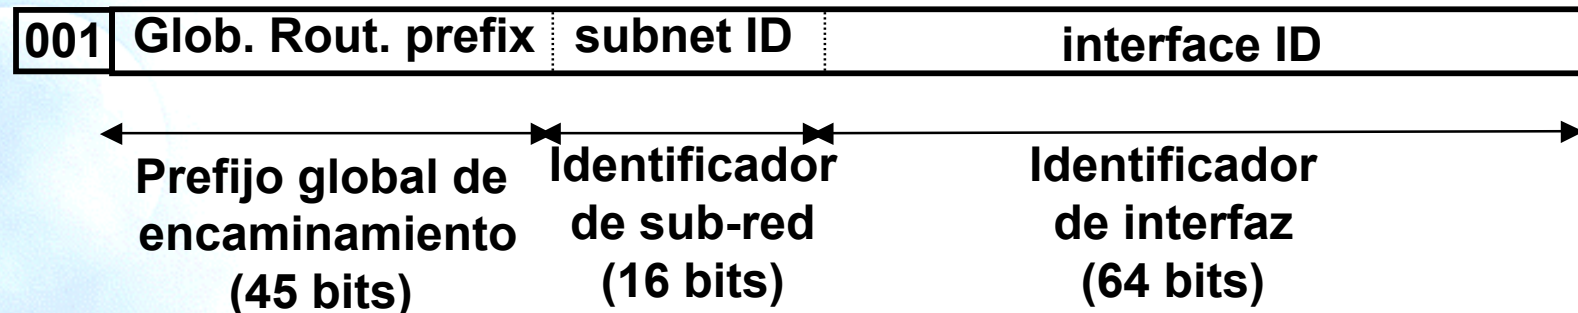 001 Glob. Rout. prefix subnet ID interface ID
Prefijo global de
encaminamiento
(45 bits)
Identificador
de sub-red
(16 bits)
Identificador
de interfaz
(64 bits)